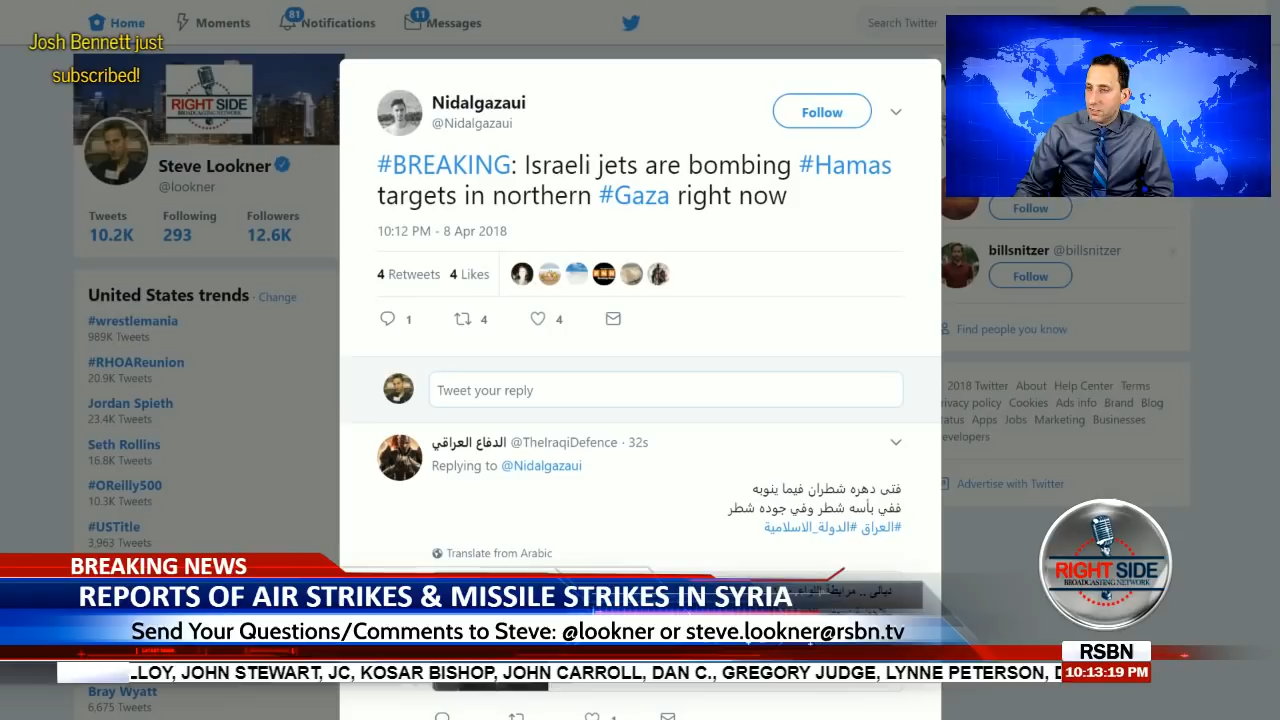 Home
Moments
81
Notifications
11
Messages
Search Twitter
Josh Bennett just
subscribed!
RIGHT SIDE
BROADCASTING NETWORK
Steve Lookner
@lookner
Tweets Following Followers
10.2K 293 12.6K
United States trends · Change
#wrestlemania
989K Tweets
#RHOAReunion
20.9K Tweets
Jordan Spieth
23.4K Tweets
Seth Rollins
16.8K Tweets
#OReilly500
10.3K Tweets
#USTitle
3,963 Tweets
Nidalgazaui
@Nidalgazaui
Follow
#BREAKING: Israeli jets are bombing #Hamas
targets in northern #Gaza right now
10:12 PM - 8 Apr 2018
4 Retweets 4 Likes
1 4 4
Tweet your reply
الدفاع العراقي @TheIraqiDefence · 32s
Replying to @Nidalgazaui
فتى دهره شطران فيما ينوبه
ففي بأسه شطر وفي جوده شطر
#العراق #الدولة_الاسلامية
Translate from Arabic
Follow
billsnitzer @billsnitzer
Follow
Find people you know
2018 Twitter About Help Center Terms
rivacy policy Cookies Ads info Brand Blog
tatus Apps Jobs Marketing Businesses
evelopers
Advertise with Twitter
RIGHT SIDE
BROADCASTING NETWORK
BREAKING NEWS
REPORTS OF AIR STRIKES & MISSILE STRIKES IN SYRIA
Send Your Questions/Comments to Steve: @lookner or steve.lookner@rsbn.tv
RSBN
10:13:19 PM
LLOY, JOHN STEWART, JC, KOSAR BISHOP, JOHN CARROLL, DAN C., GREGORY JUDGE, LYNNE PETERSON, D
Bray Wyatt
6,675 Tweets
1